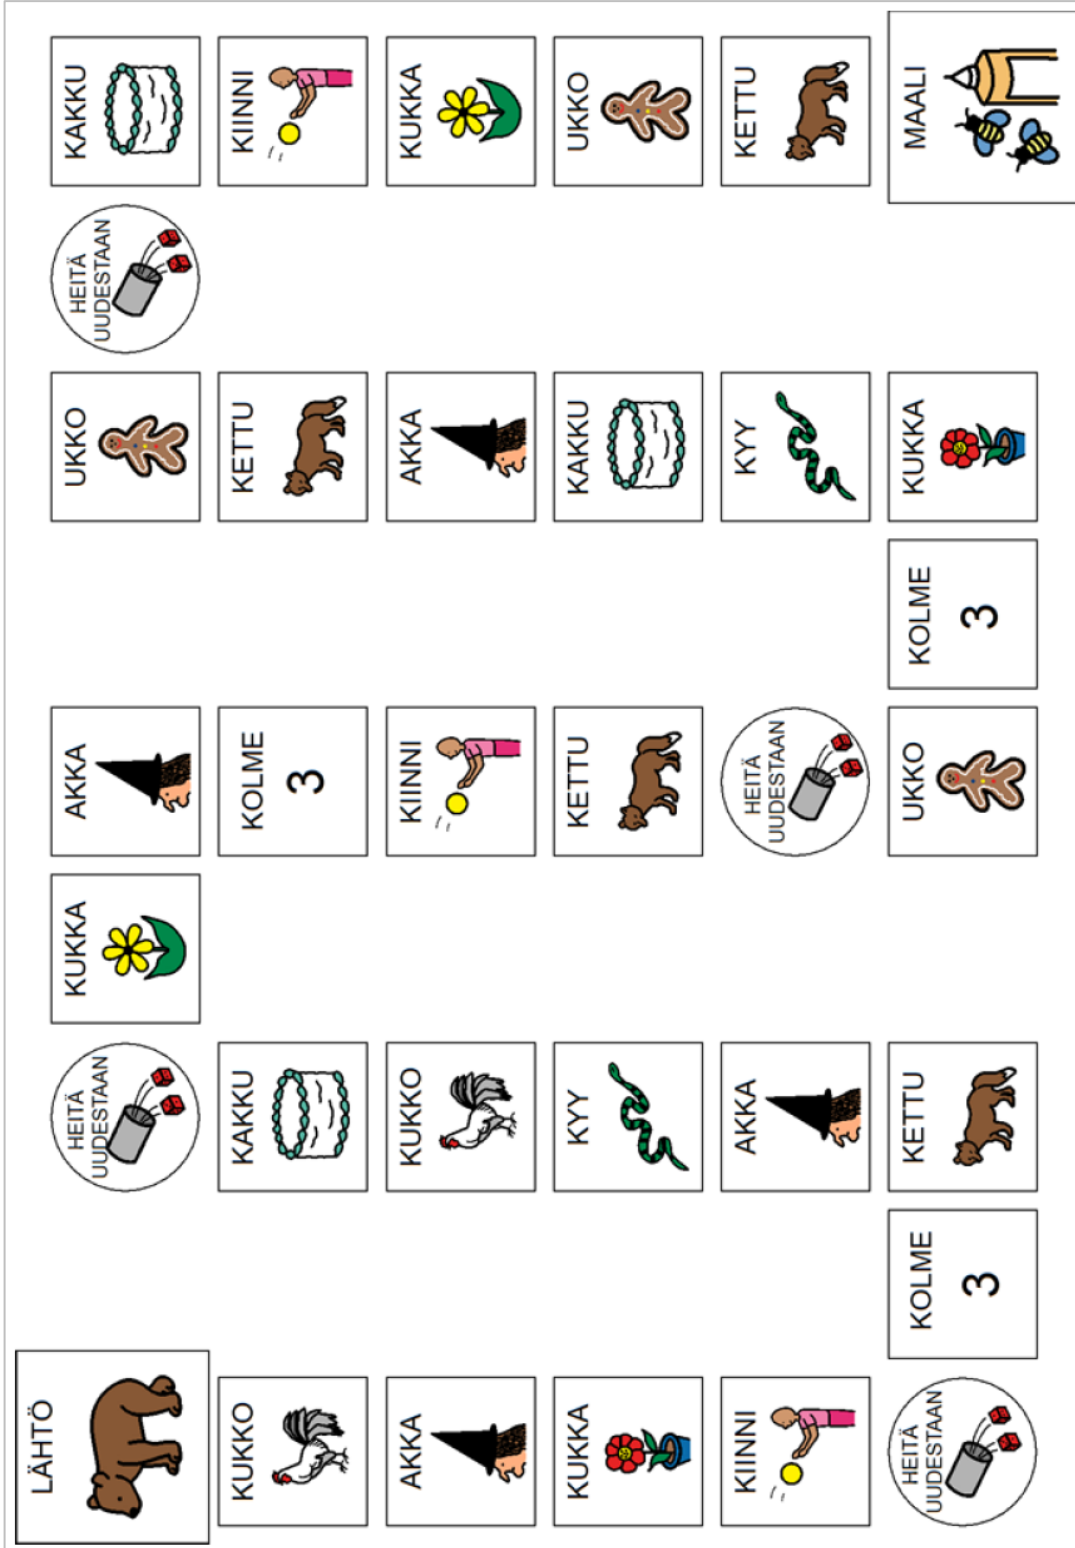 LÄHTÖ
HEITÄ
UUDESTAAN
KUKKA
AKKA
UKKO
HEITÄ
UUDESTAAN
KAKKU
KUKKO
KAKKU
KOLME
3
KETTU
KIINNI
AKKA
KUKKO
KIINNI
AKKA
KUKKA
KUKKA
KYY
KETTU
KAKKU
UKKO
KIINNI
AKKA
HEITÄ
UUDESTAAN
KYY
KETTU
HEITÄ
UUDESTAAN
KOLME
3
KETTU
UKKO
KOLME
3
KUKKA
MAALI